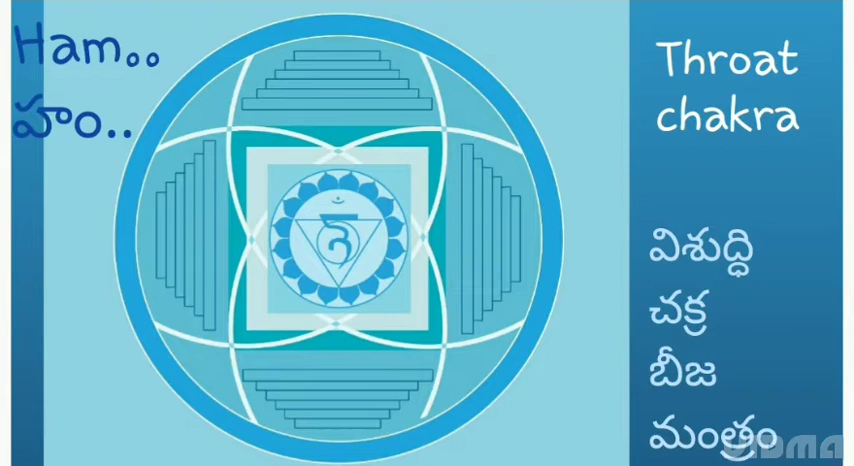 Ham..
హం..
Throat
chakra
విశుద్ధి
చక్ర
బీజ
మంత్రం